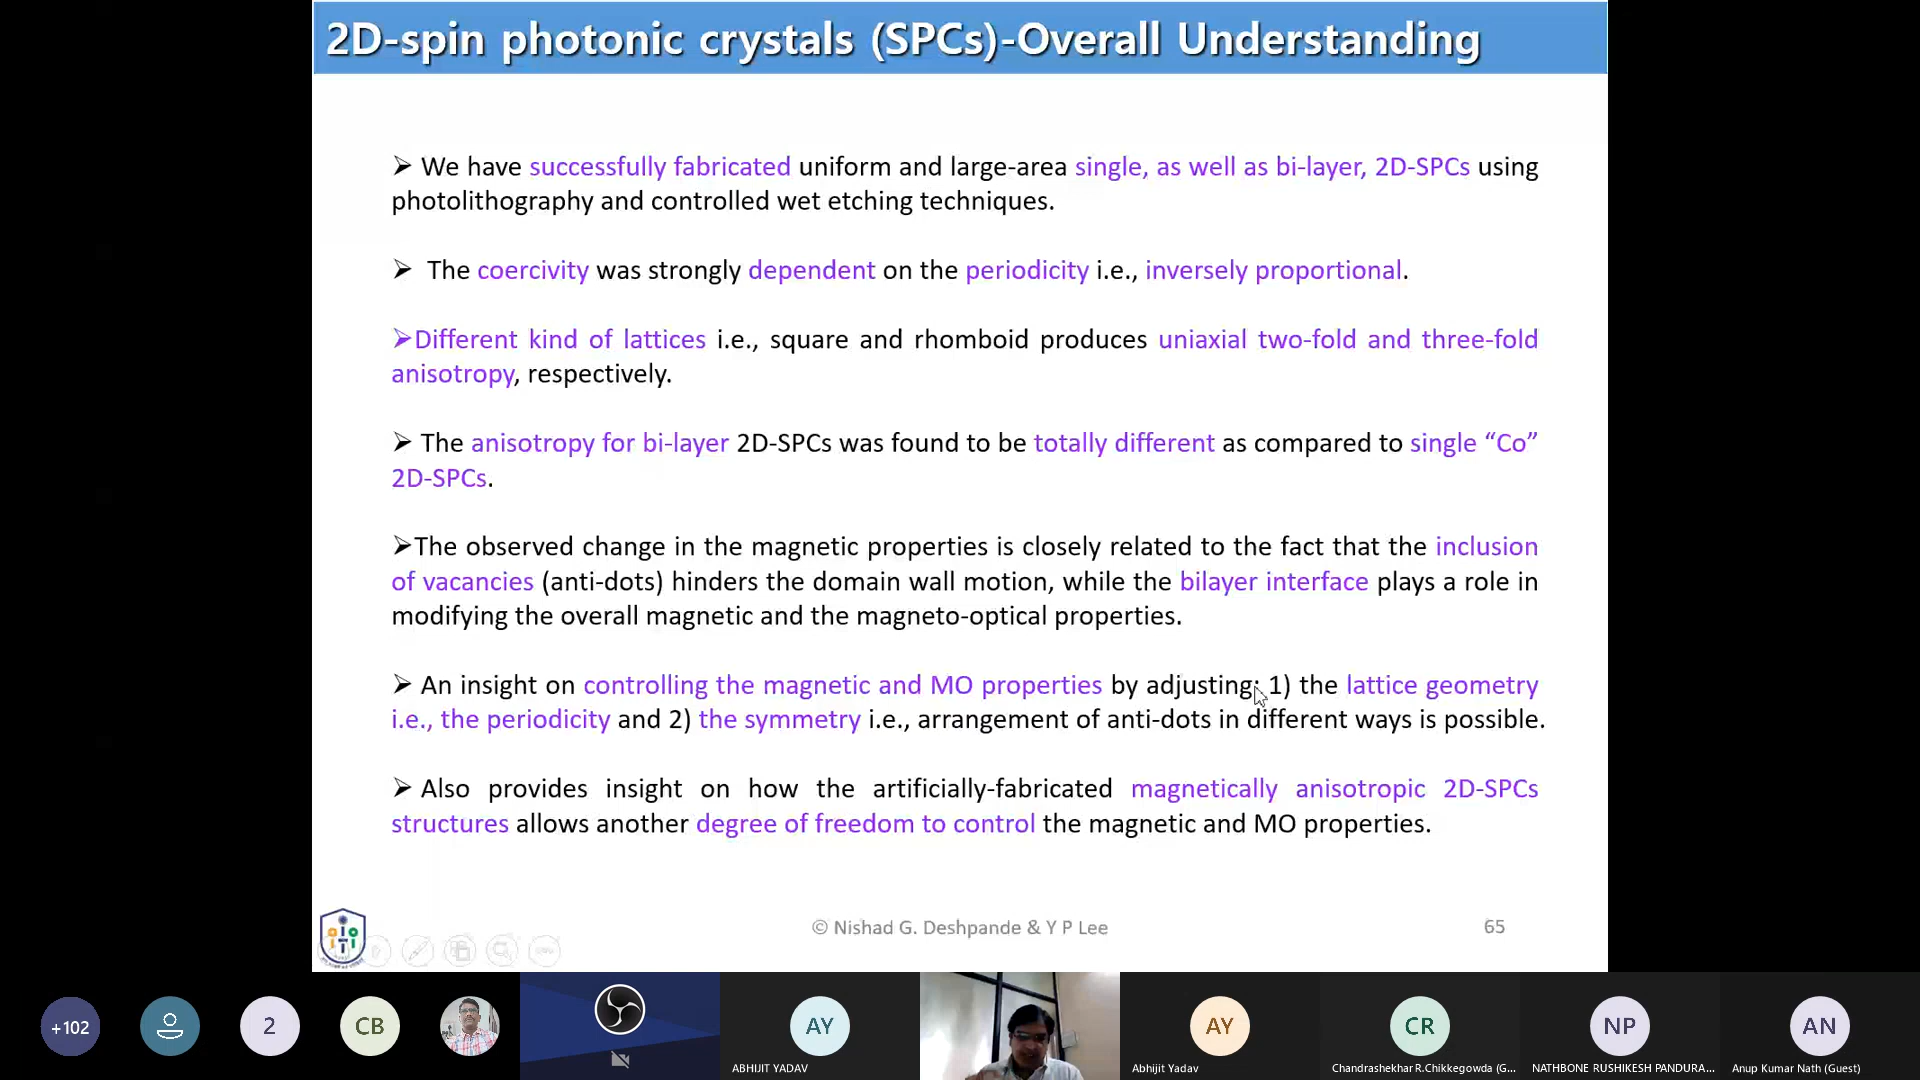 2D-spin photonic crystals (SPCs)-Overall Understanding
➢ We have successfully fabricated uniform and large-area single, as well as bi-layer, 2D-SPCs using
photolithography and controlled wet etching techniques.
➢ The coercivity was strongly dependent on the periodicity i.e., inversely proportional.
➢Different kind of lattices i.e., square and rhomboid produces uniaxial two-fold and three-fold
anisotropy, respectively.
➢ The anisotropy for bi-layer 2D-SPCs was found to be totally different as compared to single “Co”
2D-SPCs.
➢The observed change in the magnetic properties is closely related to the fact that the inclusion
of vacancies (anti-dots) hinders the domain wall motion, while the bilayer interface plays a role in
modifying the overall magnetic and the magneto-optical properties.
➢ An insight on controlling the magnetic and MO properties by adjusting; 1) the lattice geometry
i.e., the periodicity and 2) the symmetry i.e., arrangement of anti-dots in different ways is possible.
➢ Also provides insight on how the artificially-fabricated magnetically anisotropic 2D-SPCs
structures allows another degree of freedom to control the magnetic and MO properties.
© Nishad G. Deshpande & Y P Lee
65
+102
2
CB
AY
ABHIJIT YADAV
AY
Abhijit Yadav
CR
Chandrashekhar R.Chikkegowda (G...
NP
NATHBONE RUSHIKESH PANDURA...
AN
Anup Kumar Nath (Guest)